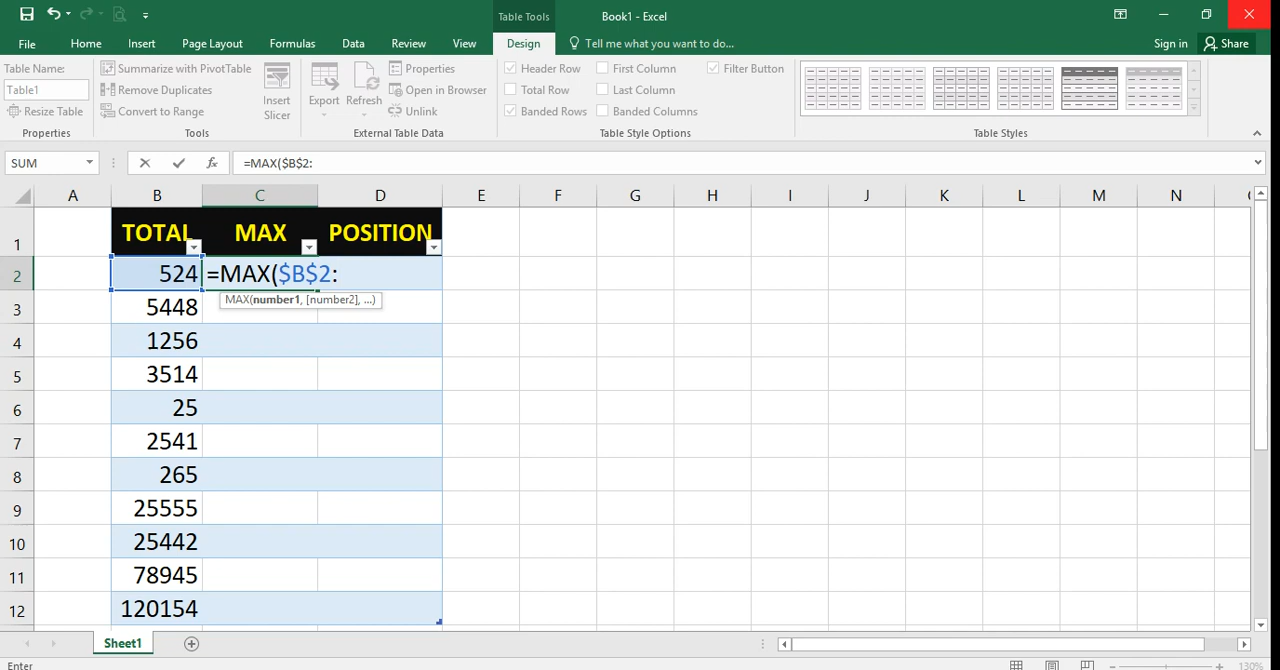 Table Tools
Book1 - Excel
File Home Insert Page Layout Formulas Data Review View Design Tell me what you want to do... Sign in Share
Table Name: Summarize with PivotTable Properties Header Row First Column Filter Button
Table1 Remove Duplicates Insert Slicer Export Refresh Open in Browser Total Row Last Column
Resize Table Convert to Range Unlink Banded Rows Banded Columns
Properties Tools External Table Data Table Style Options Table Styles
SUM fx =MAX($B$2:
A B C D E F G H I J K L M N
1 TOTAL MAX POSITION
2 524 =MAX($B$2:
MAX(number1, [number2], ...)
3 5448
4 1256
5 3514
6 25
7 2541
8 265
9 25555
10 25442
11 78945
12 120154
Sheet1
Enter 130%